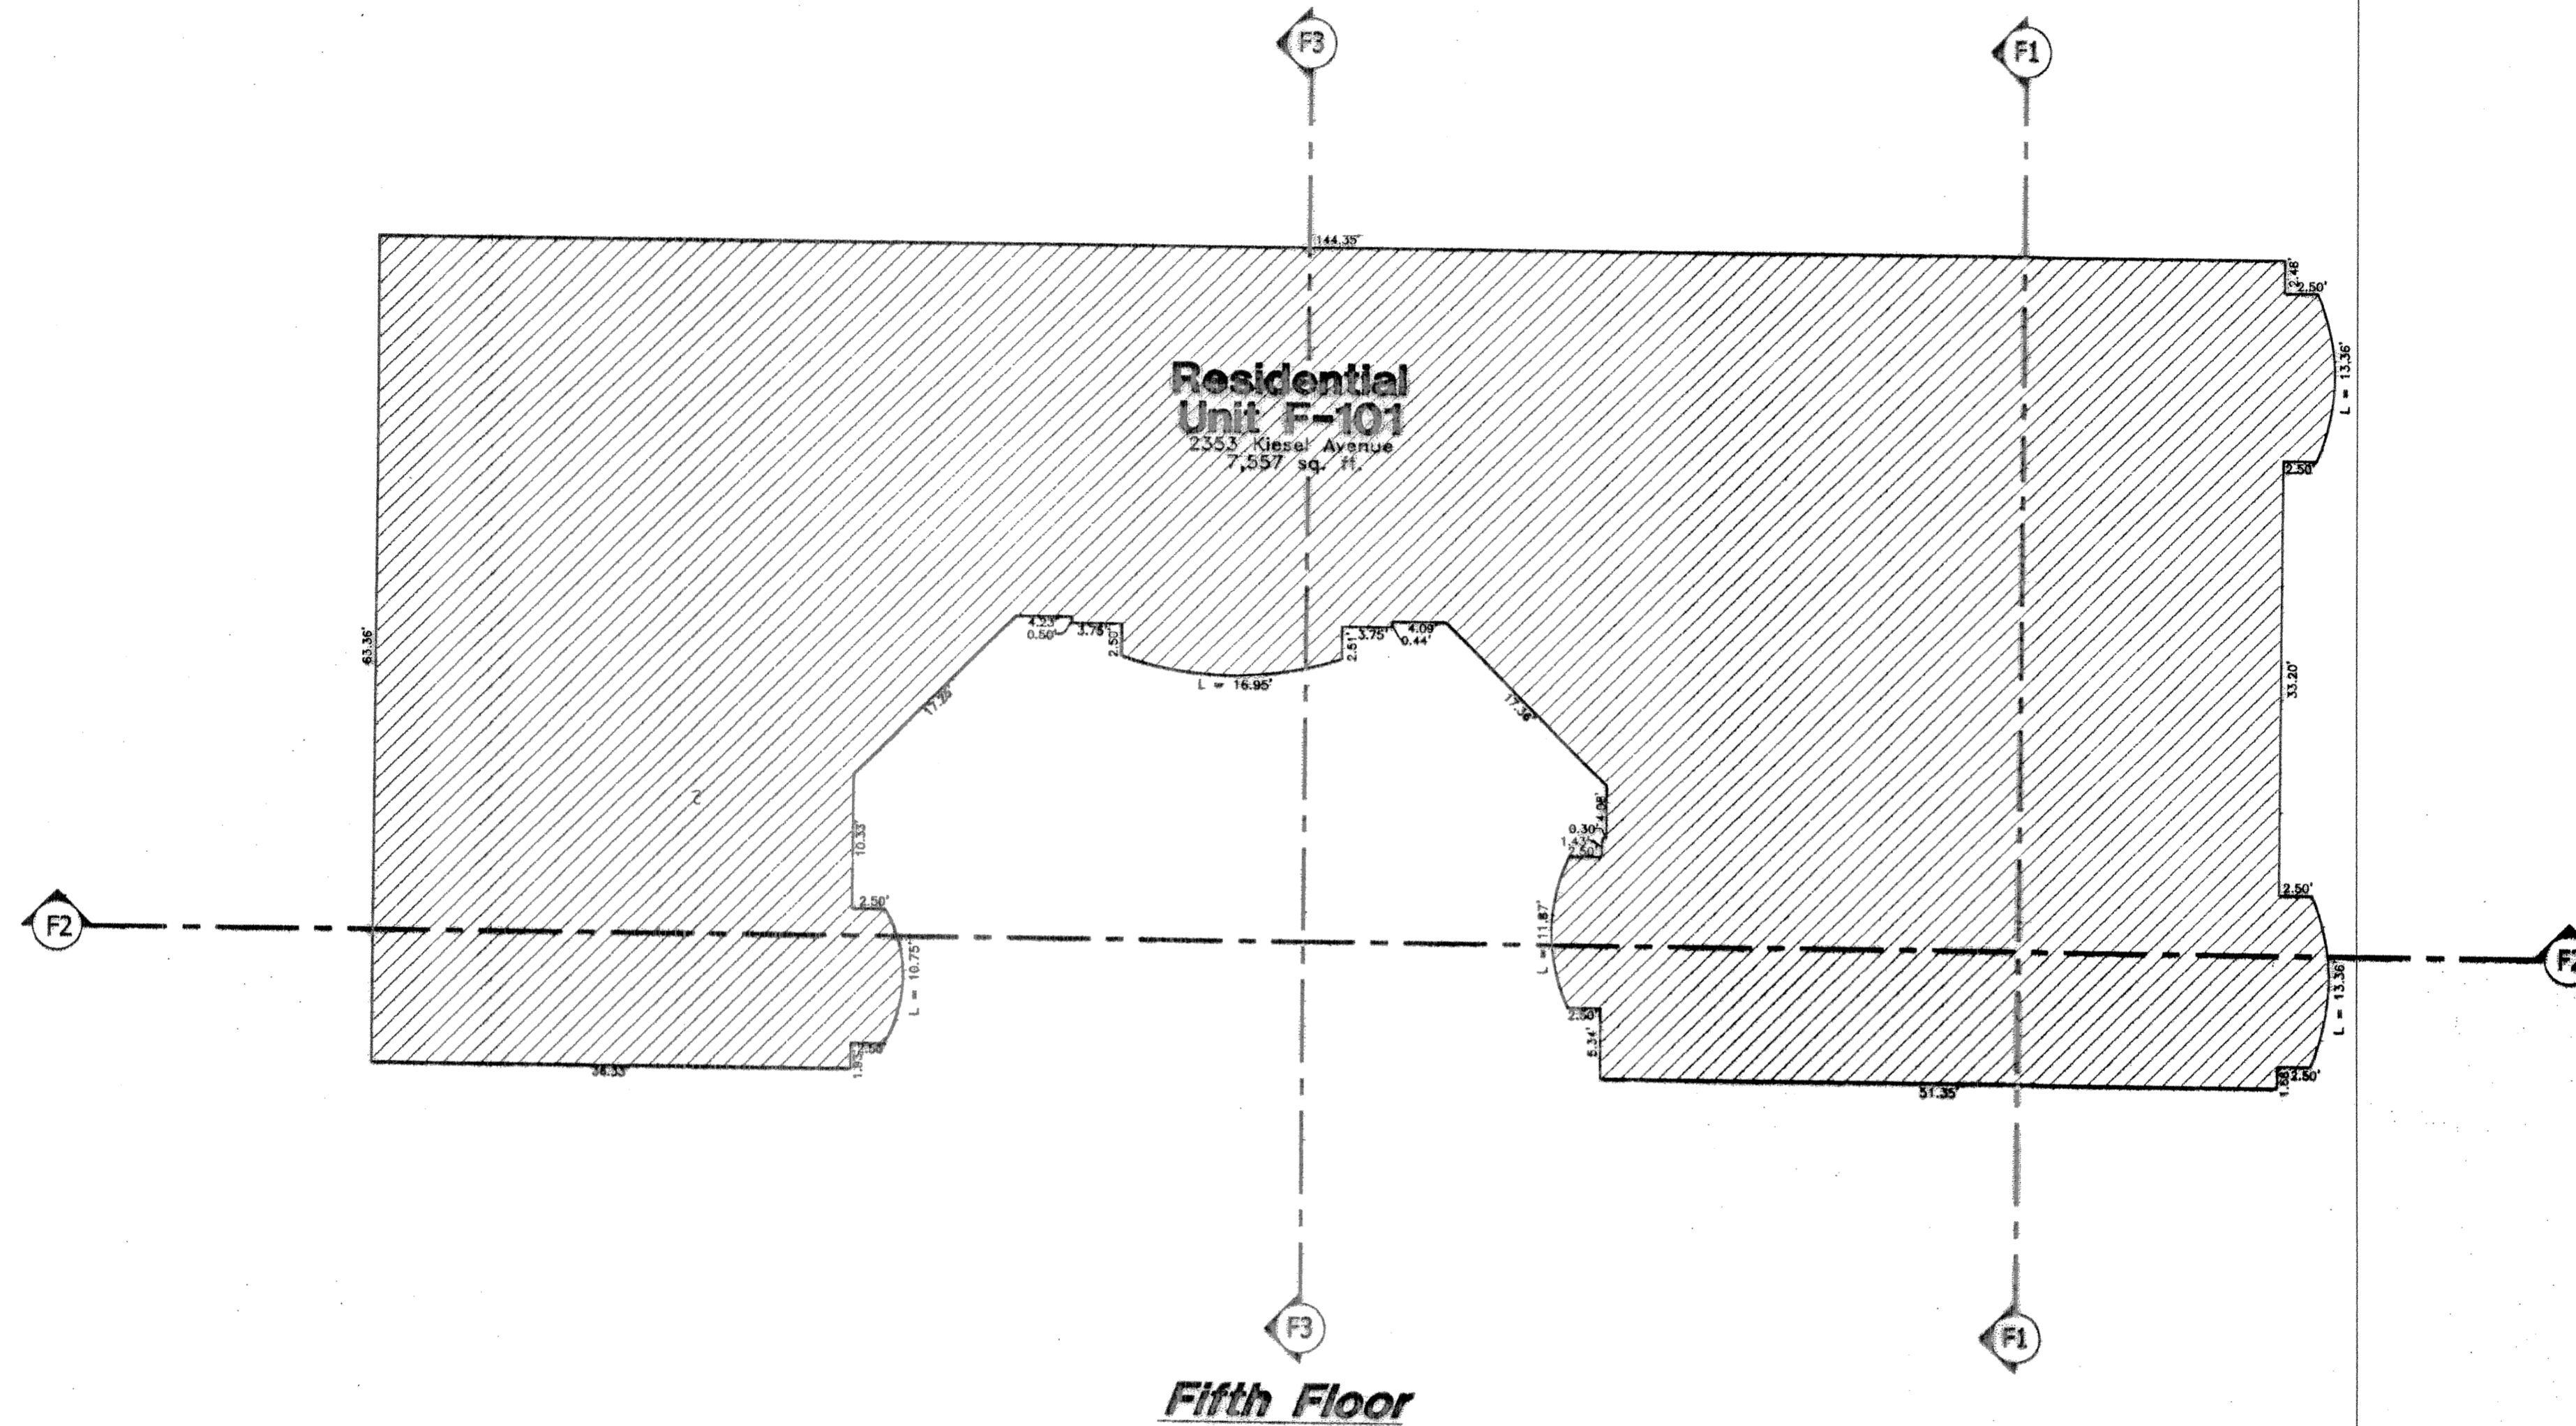 F3
F1
144.35'
2.48'
2.50'
L = 13.36'
Residential
Unit F-101
2353 Kiesel Avenue
7,557 sq. ft.
2.50'
63.36'
4.23'
0.50'
3.75'
2.50'
L = 16.95'
2.51'
3.75'
4.09'
0.44'
17.36'
33.20'
10.33'
4.08'
0.30'
1.43'
2.50'
2.50'
2.50'
F2
L = 10.75'
L = 11.87'
L = 13.36'
2.50'
5.34'
1.93'
2.50'
51.35'
F3
F1
Fifth Floor